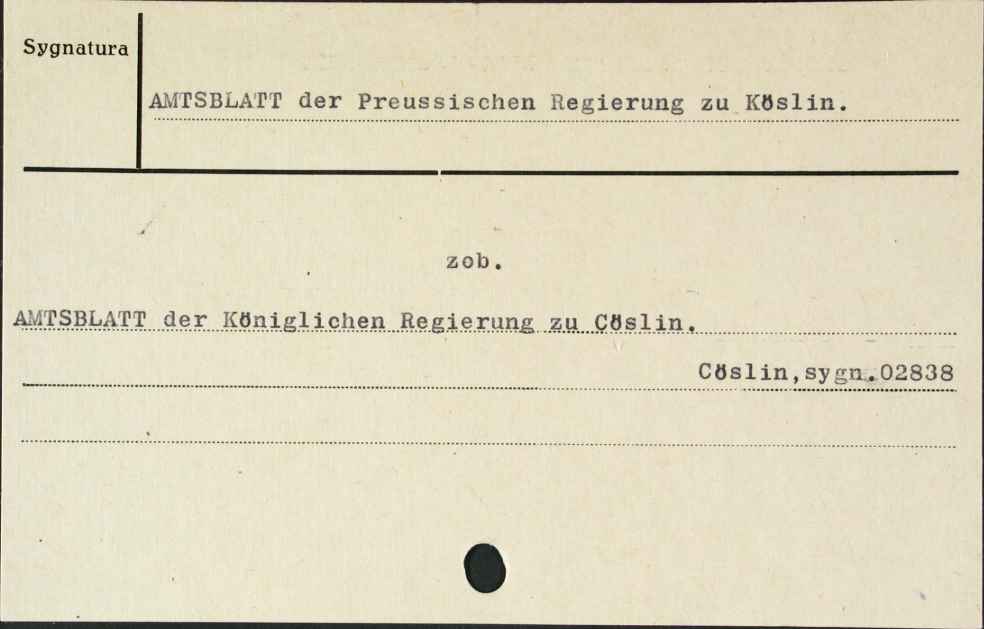 Sygnatura
AMTSBLATT der Preussischen Regierung zu Köslin.
zob.
AMTSBLATT der Königlichen Regierung zu Cöslin.
Cöslin,sygn.02838